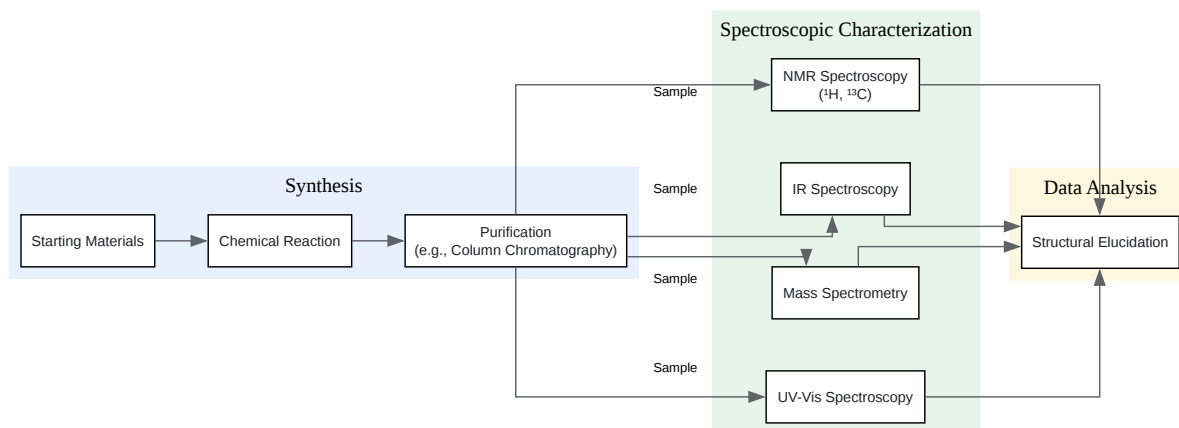 Spectroscopic Characterization
NMR Spectroscopy
(¹H, ¹³C)
Sample
Synthesis
Sample
IR Spectroscopy
Data Analysis
Starting Materials
Chemical Reaction
Purification
(e.g., Column Chromatography)
Structural Elucidation
Sample
Mass Spectrometry
Sample
UV-Vis Spectroscopy